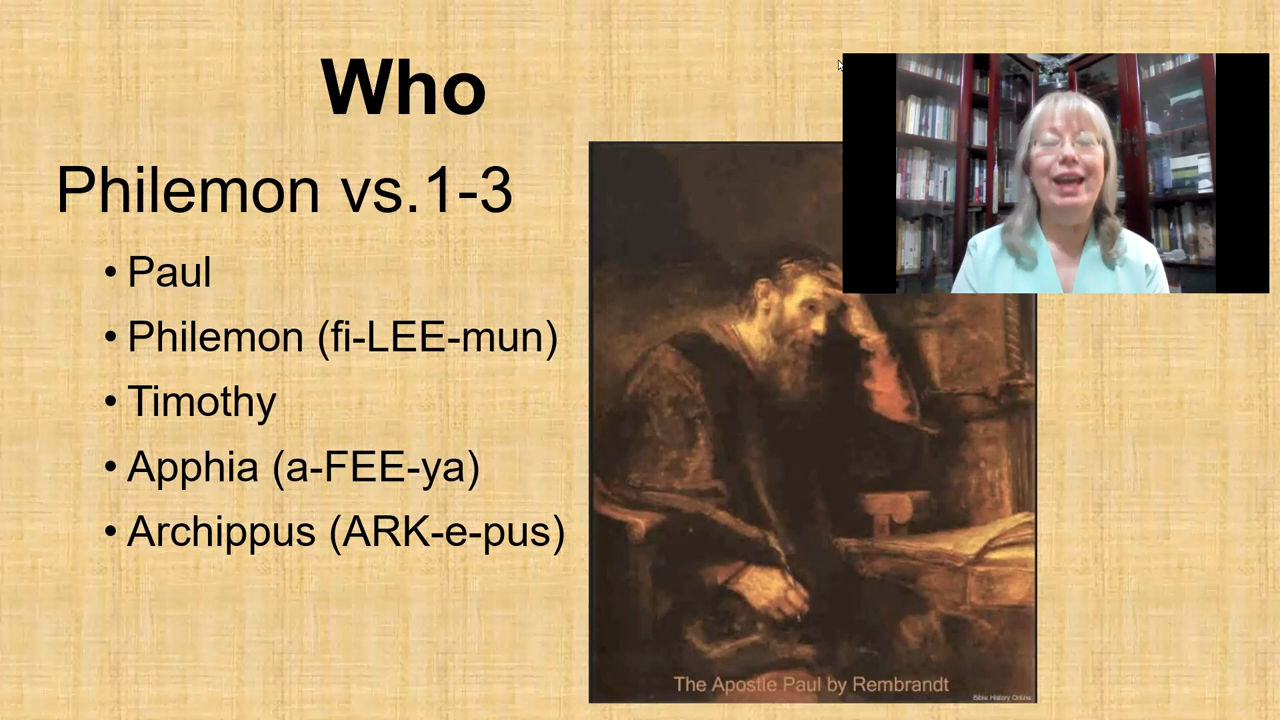 Who
Philemon vs.1-3
• Paul
• Philemon (fi-LEE-mun)
• Timothy
• Apphia (a-FEE-ya)
• Archippus (ARK-e-pus)
The Apostle Paul by Rembrandt
Bible History Online